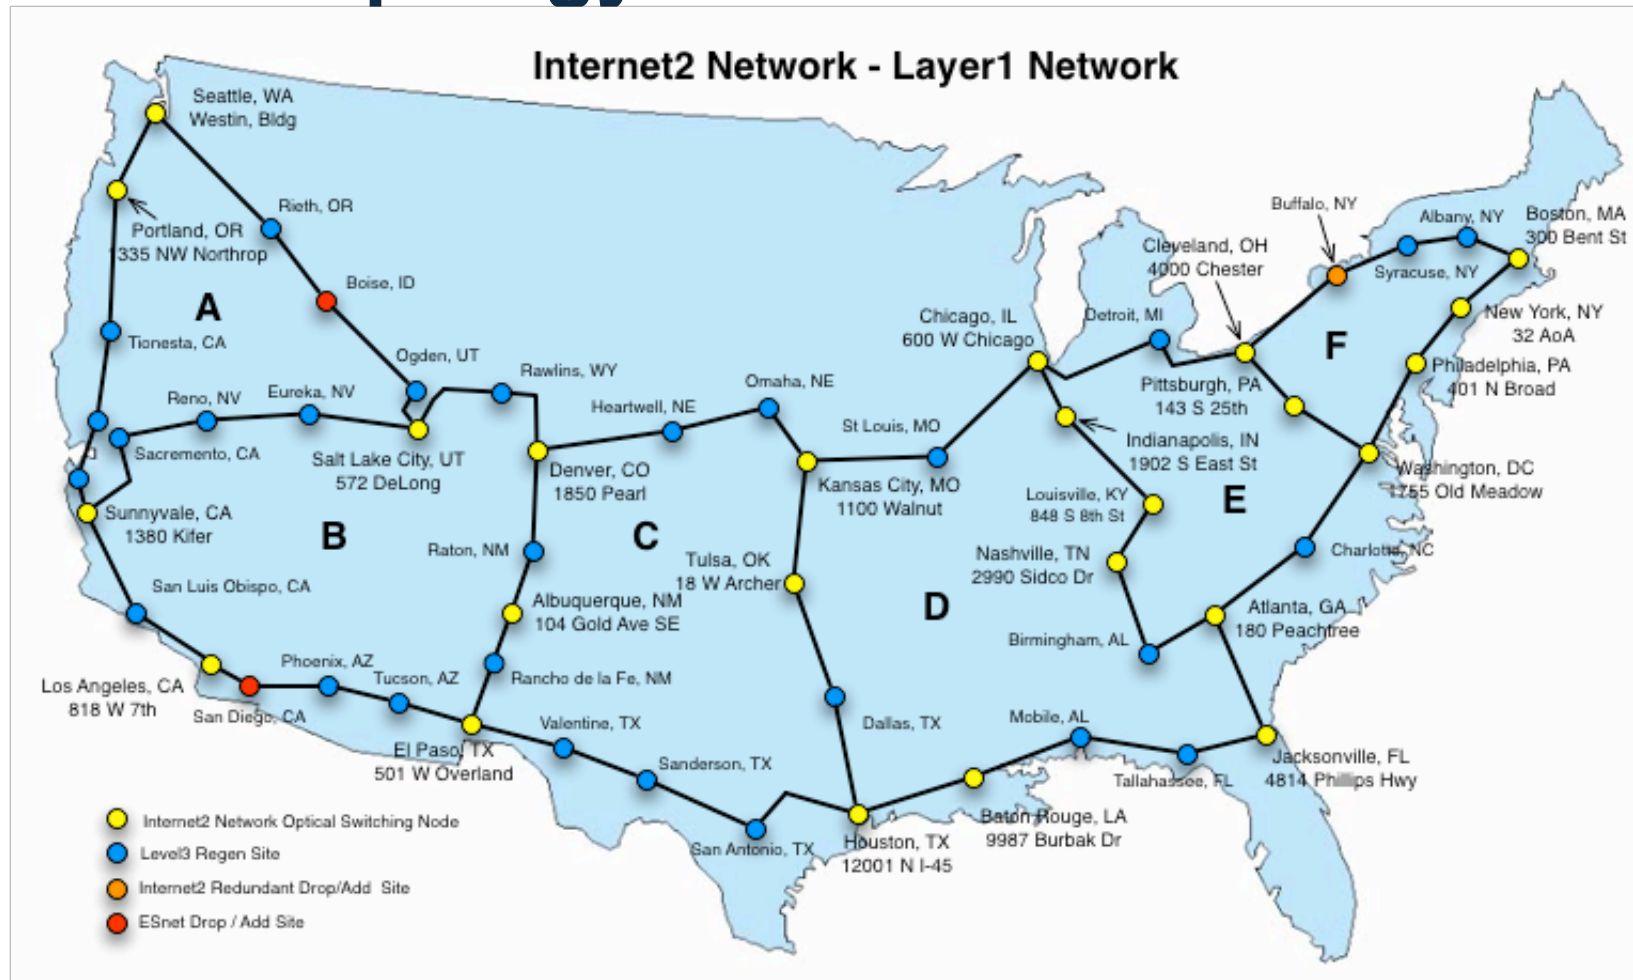 Internet2 Network - Layer1 Network
Seattle, WA
Westin, Bldg
Portland, OR
335 NW Northrop
Rieth, OR
Boise, ID
A
Tionesta, CA
Ogden, UT
Rawlins, WY
Reno, NV
Eureka, NV
Sacremento, CA
Salt Lake City, UT
572 DeLong
Sunnyvale, CA
1380 Kifer
B
San Luis Obispo, CA
Los Angeles, CA
818 W 7th
San Diego, CA
Phoenix, AZ
Tucson, AZ
El Paso, TX
501 W Overland
Denver, CO
1850 Pearl
Raton, NM
Albuquerque, NM
104 Gold Ave SE
Rancho de la Fe, NM
C
Heartwell, NE
Omaha, NE
Kansas City, MO
1100 Walnut
St Louis, MO
Tulsa, OK
18 W Archer
Valentine, TX
Sanderson, TX
San Antonio, TX
Dallas, TX
Houston, TX
12001 N I-45
D
Chicago, IL
600 W Chicago
Detroit, MI
Cleveland, OH
4000 Chester
Buffalo, NY
Syracuse, NY
Albany, NY
Boston, MA
300 Bent St
New York, NY
32 AoA
F
Philadelphia, PA
401 N Broad
Pittsburgh, PA
143 S 25th
Indianapolis, IN
1902 S East St
Washington, DC
1755 Old Meadow
Louisville, KY
848 S 8th St
E
Nashville, TN
2990 Sidco Dr
Charlotte, NC
Birmingham, AL
Atlanta, GA
180 Peachtree
Mobile, AL
Tallahassee, FL
Jacksonville, FL
4814 Phillips Hwy
Baton Rouge, LA
9987 Burbak Dr
Internet2 Network Optical Switching Node
Level3 Regen Site
Internet2 Redundant Drop/Add Site
ESnet Drop / Add Site